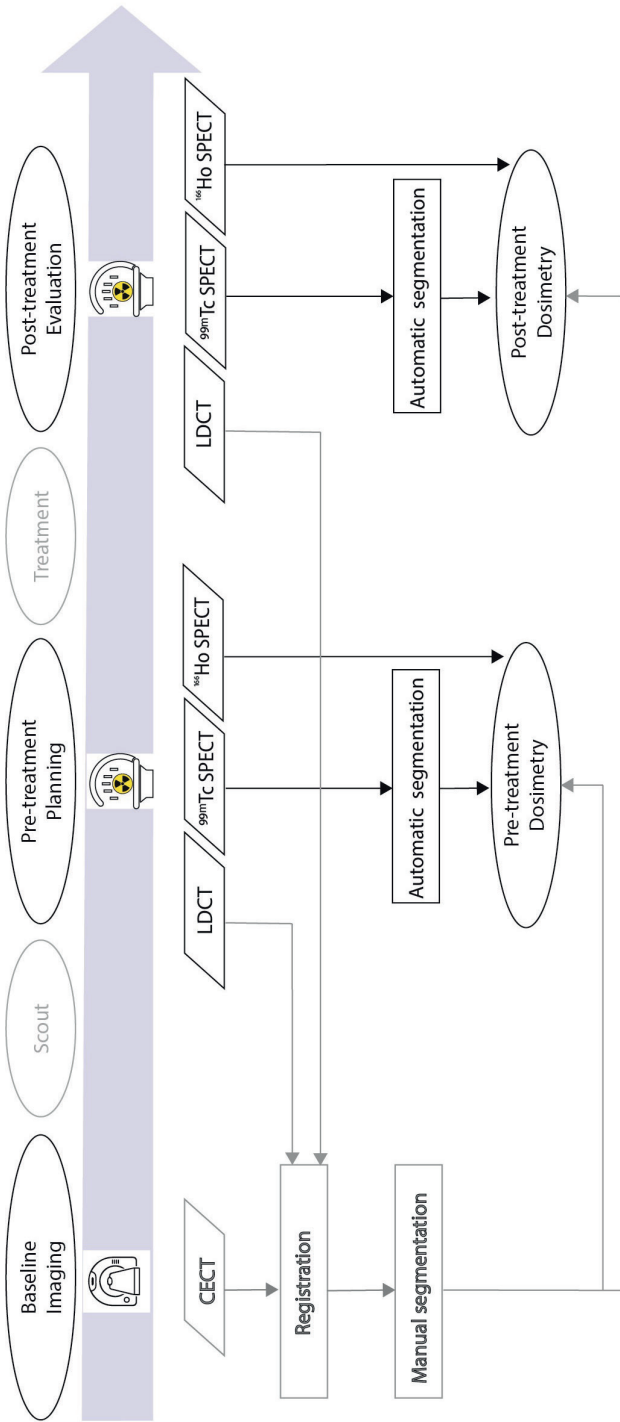 Baseline
Imaging
Scout
Pre-treatment
Planning
Treatment
Post-treatment
Evaluation
CECT
LDCT
99mTc SPECT
166Ho SPECT
LDCT
99mTc SPECT
166Ho SPECT
Registration
Manual segmentation
Automatic segmentation
Automatic segmentation
Pre-treatment
Dosimetry
Post-treatment
Dosimetry